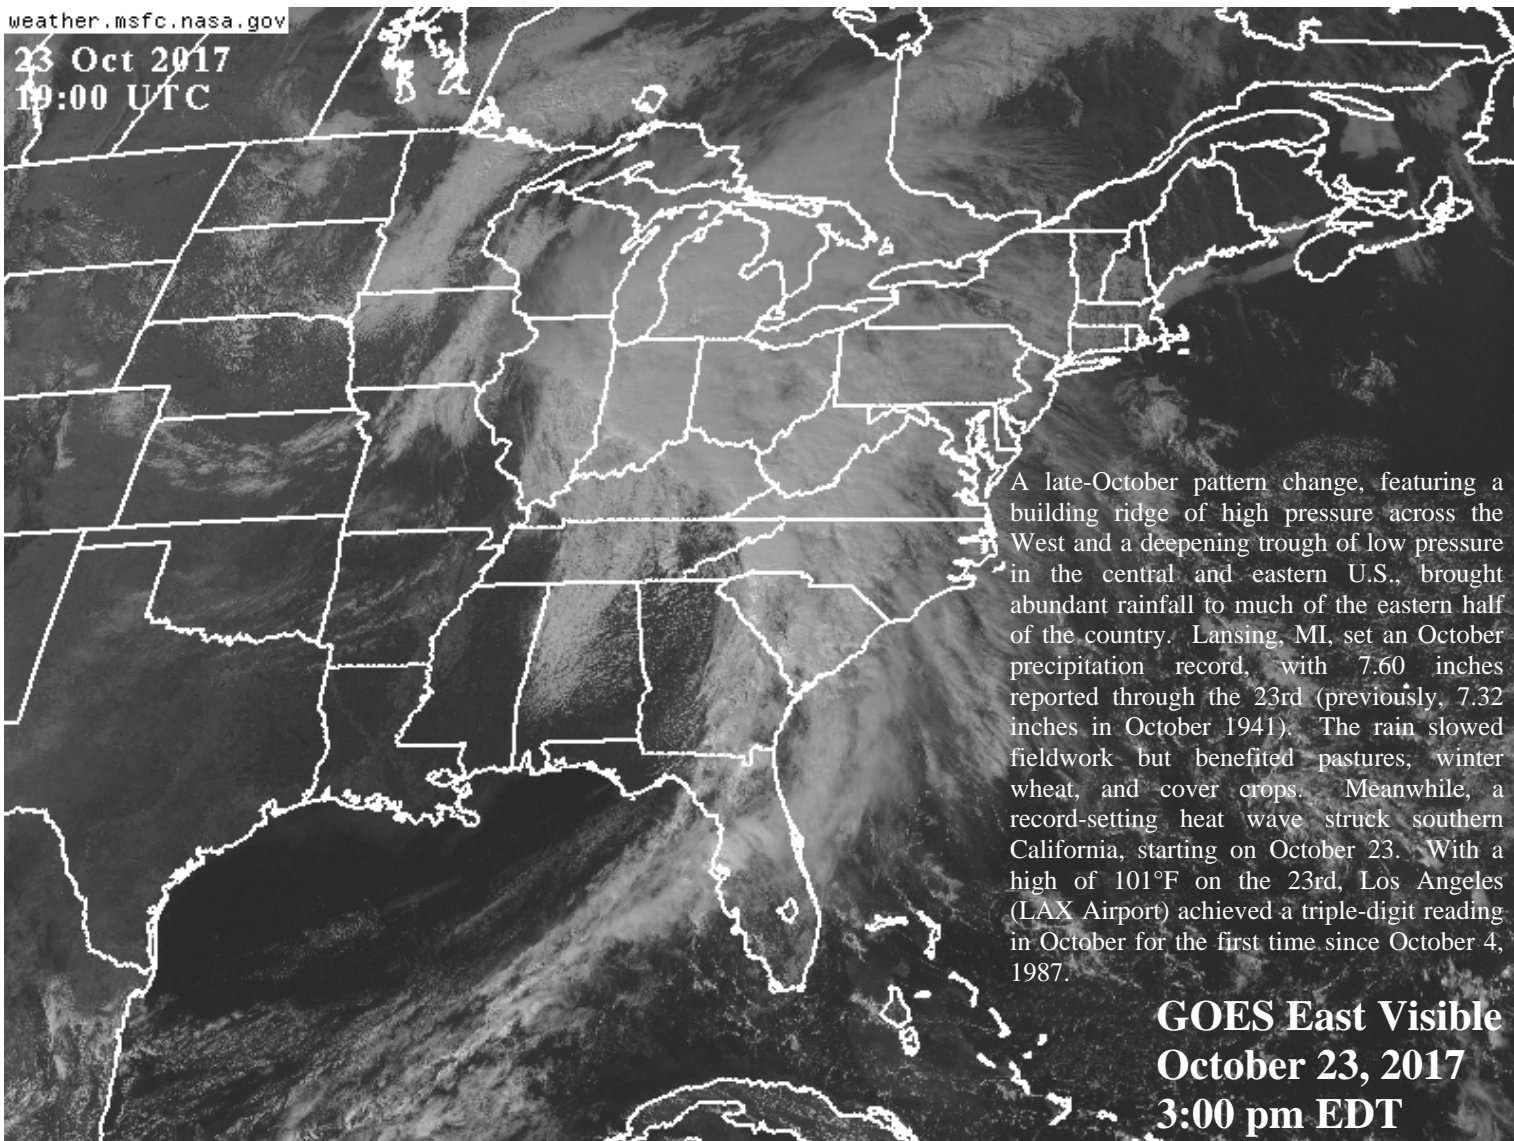 weather.msfc.nasa.gov
23 Oct 2017
19:00 UTC
A late-October pattern change, featuring a
building ridge of high pressure across the
West and a deepening trough of low pressure
in the central and eastern U.S., brought
abundant rainfall to much of the eastern half
of the country. Lansing, MI, set an October
precipitation record, with 7.60 inches
reported through the 23rd (previously, 7.32
inches in October 1941). The rain slowed
fieldwork but benefited pastures, winter
wheat, and cover crops. Meanwhile, a
record-setting heat wave struck southern
California, starting on October 23. With a
high of 101°F on the 23rd, Los Angeles
(LAX Airport) achieved a triple-digit reading
in October for the first time since October 4,
1987.
GOES East Visible
October 23, 2017
3:00 pm EDT